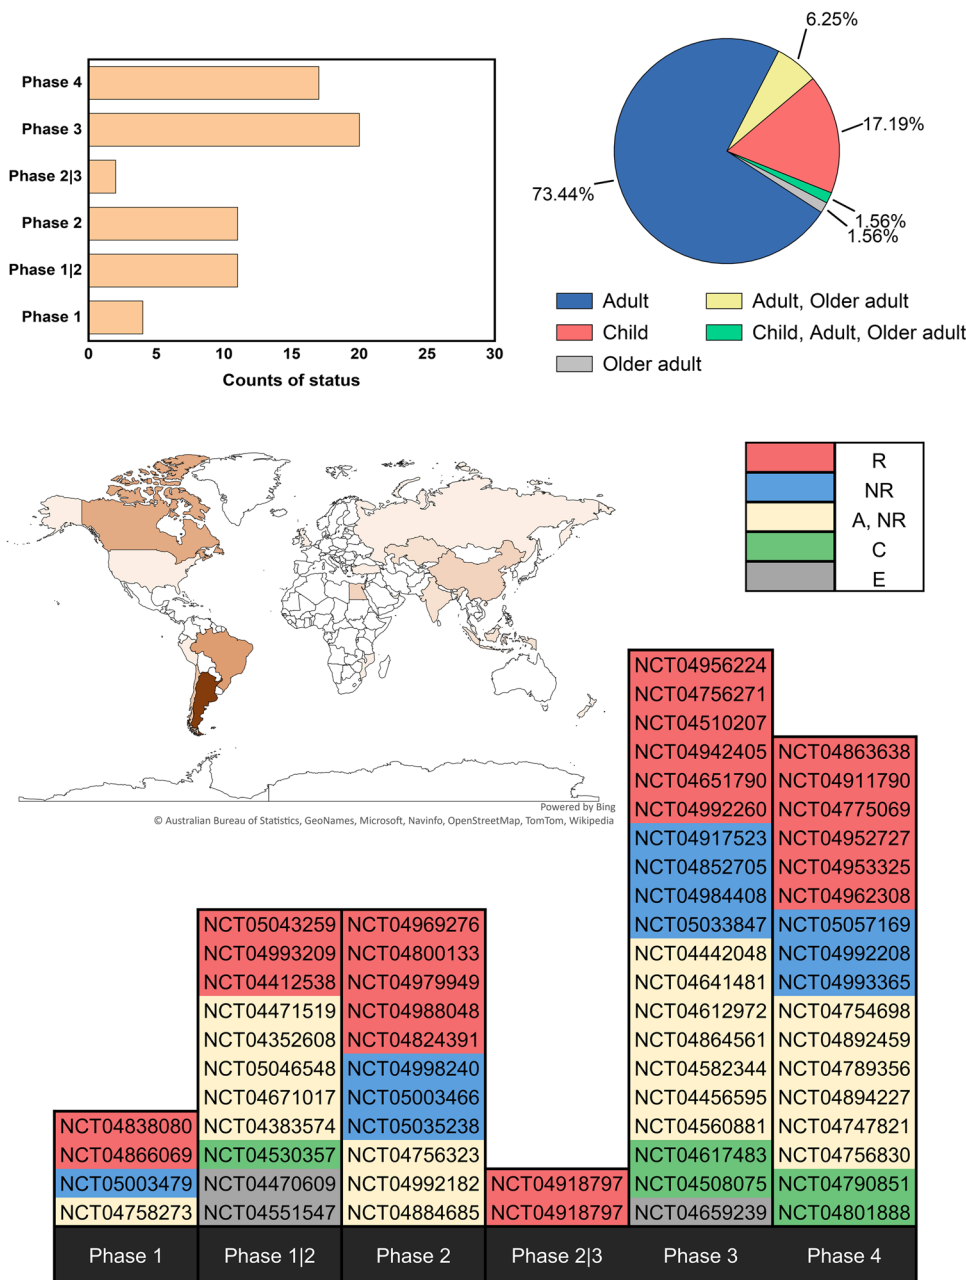 Phase 4
Phase 3
Phase 2|3
Phase 2
Phase 1|2
Phase 1
0 5 10 15 20 25 30
Counts of status
6.25%
17.19%
73.44%
1.56%
1.56%
Adult
Adult, Older adult
Child
Child, Adult, Older adult
Older adult
R
NR
A, NR
C
E
Powered by Bing
© Australian Bureau of Statistics, GeoNames, Microsoft, Navinfo, OpenStreetMap, TomTom, Wikipedia
NCT04838080
NCT04866069
NCT05003479
NCT04758273
Phase 1
NCT05043259
NCT04993209
NCT04412538
NCT04471519
NCT04352608
NCT05046548
NCT04671017
NCT04383574
NCT04530357
NCT04470609
NCT04551547
Phase 1|2
NCT04969276
NCT04800133
NCT04979949
NCT04988048
NCT04824391
NCT04998240
NCT05003466
NCT05035238
NCT04756323
NCT04992182
NCT04884685
Phase 2
NCT04918797
NCT04918797
Phase 2|3
NCT04956224
NCT04756271
NCT04510207
NCT04942405
NCT04651790
NCT04992260
NCT04917523
NCT04852705
NCT04984408
NCT05033847
NCT04442048
NCT04641481
NCT04612972
NCT04864561
NCT04582344
NCT04456595
NCT04560881
NCT04617483
NCT04508075
NCT04659239
Phase 3
NCT04863638
NCT04911790
NCT04775069
NCT04952727
NCT04953325
NCT04962308
NCT05057169
NCT04992208
NCT04993365
NCT04754698
NCT04892459
NCT04789356
NCT04894227
NCT04747821
NCT04756830
NCT04790851
NCT04801888
Phase 4